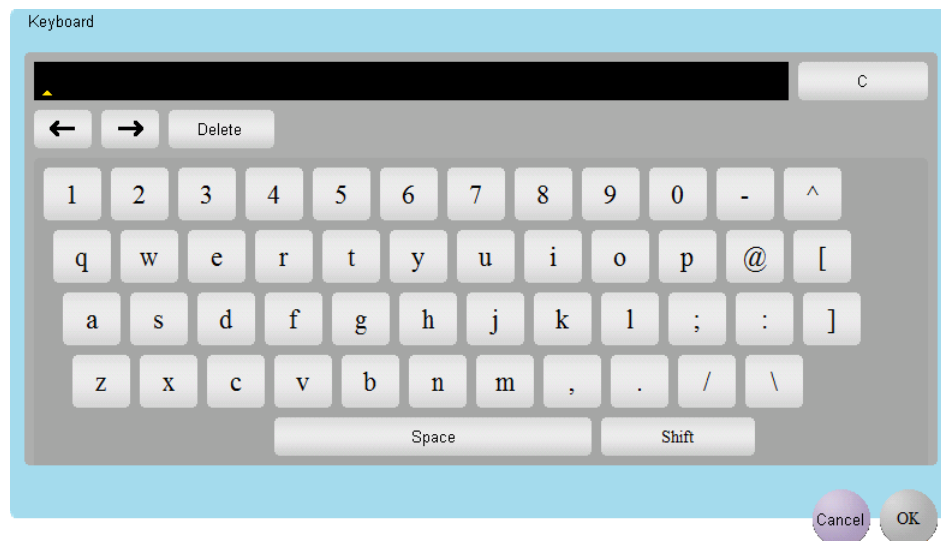 Keyboard
C
← → Delete
1 2 3 4 5 6 7 8 9 0 - ^
q w e r t y u i o p @ [
a s d f g h j k l ; : ]
z x c v b n m , . / \
Space Shift
Cancel OK